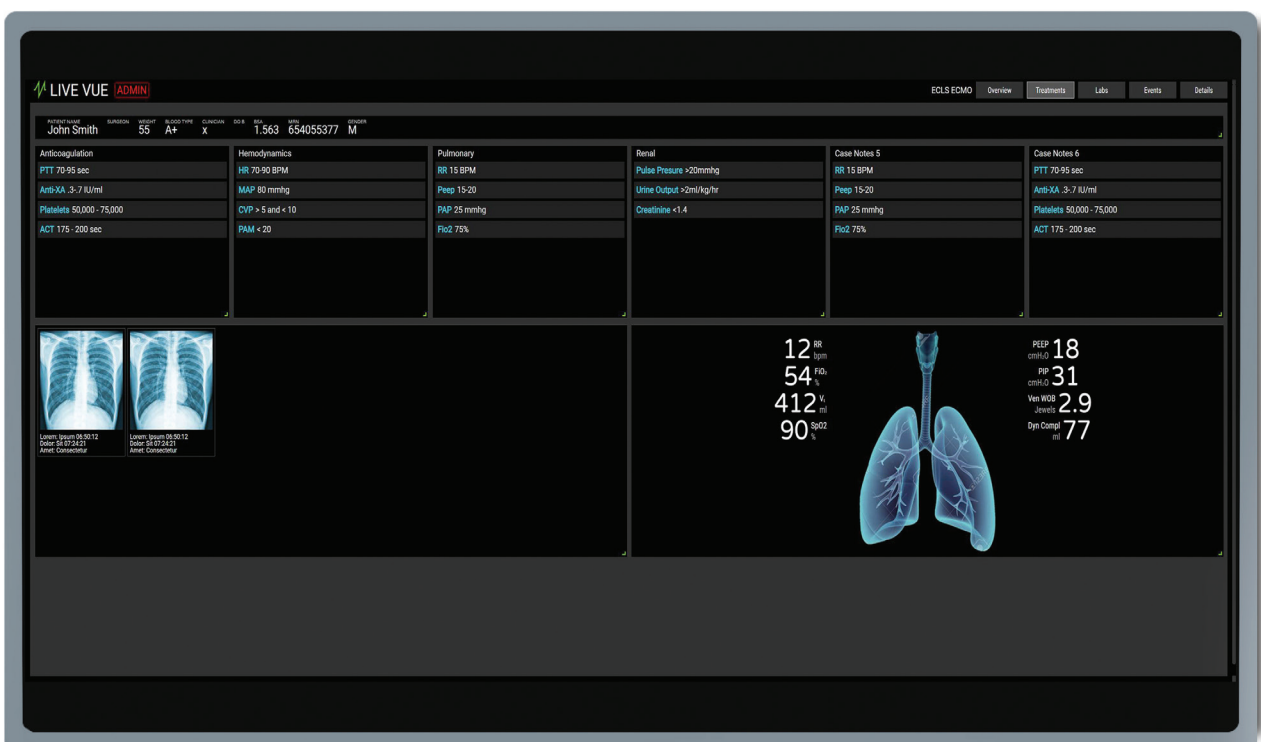 LIVE VUE ADMIN
ECLS ECMO Overview Treatments Labs Events Details
PATIENT NAME SURGEON WEIGHT BLOOD TYPE CLINICIAN D.O.B. BSA MRN GENDER
John Smith 55 A+ x 1.563 654055377 M
Anticoagulation
PTT 70-95 sec
Anti-XA .3-.7 IU/ml
Platelets 50,000 - 75,000
ACT 175 - 200 sec
Hemodynamics
HR 70-90 BPM
MAP 80 mmhg
CVP > 5 and < 10
PAM < 20
Pulmonary
RR 15 BPM
Peep 15-20
PAP 25 mmhg
Fio2 75%
Renal
Pulse Presure >20mmhg
Urine Output >2ml/kg/hr
Creatinine <1.4
Case Notes 5
RR 15 BPM
Peep 15-20
PAP 25 mmhg
Fio2 75%
Case Notes 6
PTT 70-95 sec
Anti-XA .3-.7 IU/ml
Platelets 50,000 - 75,000
ACT 175 - 200 sec
Lorem: Ipsum 06:50:12
Dolor: Sit 07:24:21
Amet: Consectetur
Lorem: Ipsum 06:50:12
Dolor: Sit 07:24:21
Amet: Consectetur
12 RR bpm
54 FiO₂ %
412 Vₜ ml
90 SpO2 %
PEEP cmH₂O 18
PIP cmH₂O 31
Ven WOB Jewels 2.9
Dyn Compl ml 77